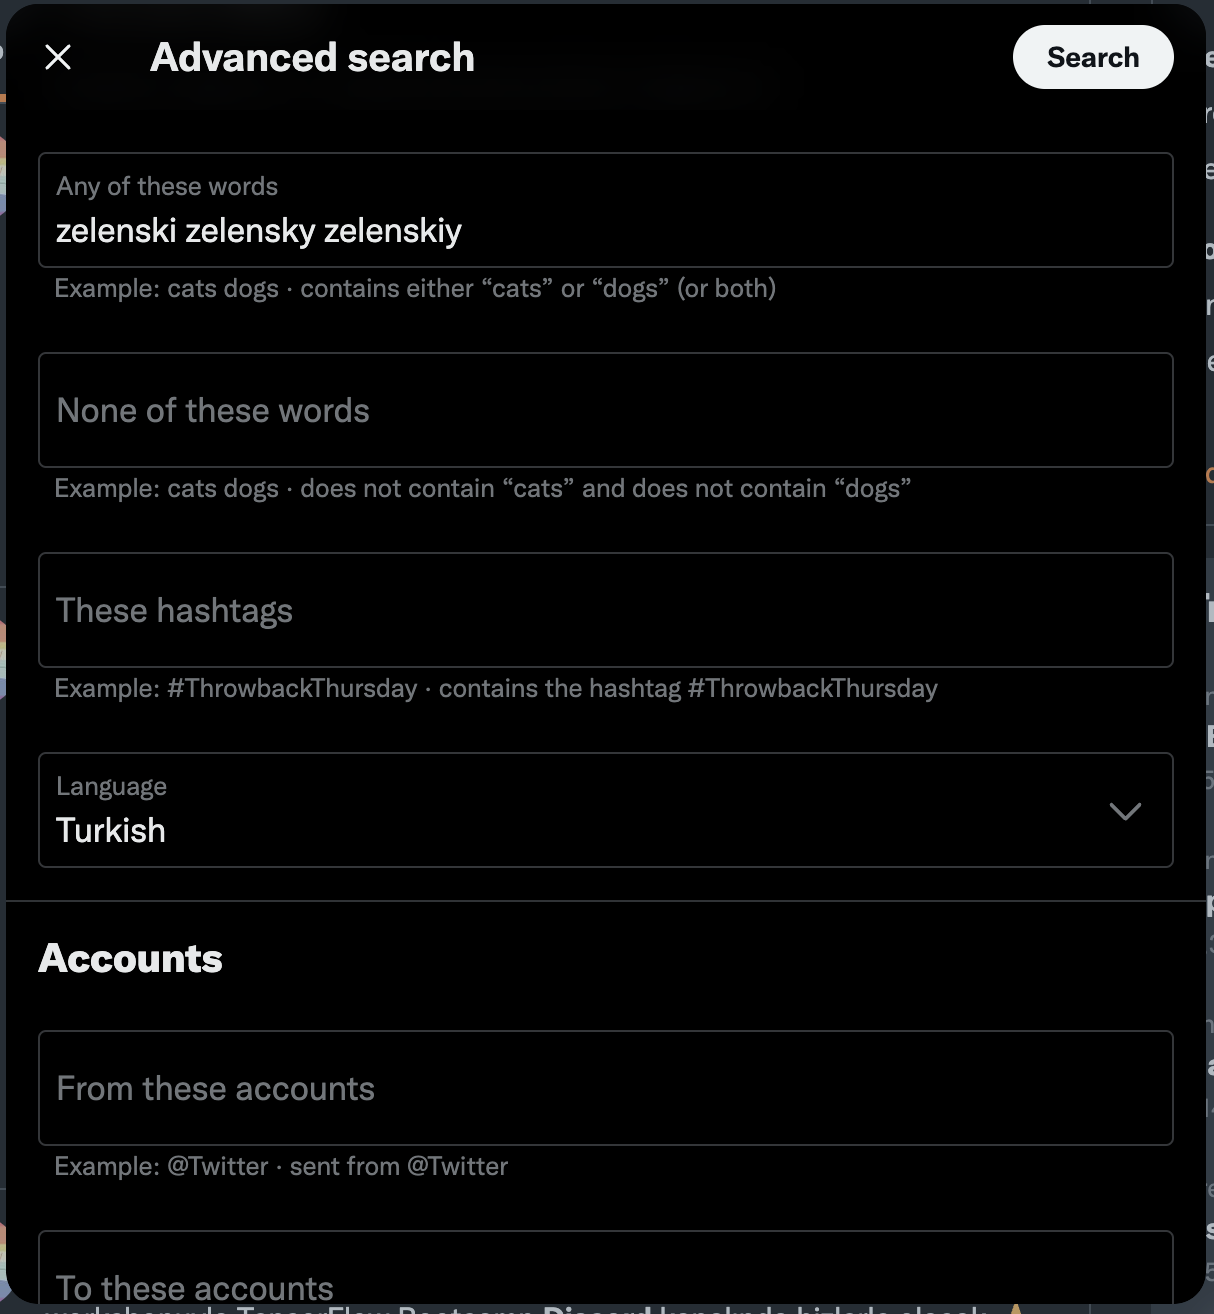 Advanced search
Search
Any of these words
zelenski zelensky zelenskiy
Example: cats dogs · contains either “cats” or “dogs” (or both)
None of these words
Example: cats dogs · does not contain “cats” and does not contain “dogs”
These hashtags
Example: #ThrowbackThursday · contains the hashtag #ThrowbackThursday
Language
Turkish
Accounts
From these accounts
Example: @Twitter · sent from @Twitter
To these accounts